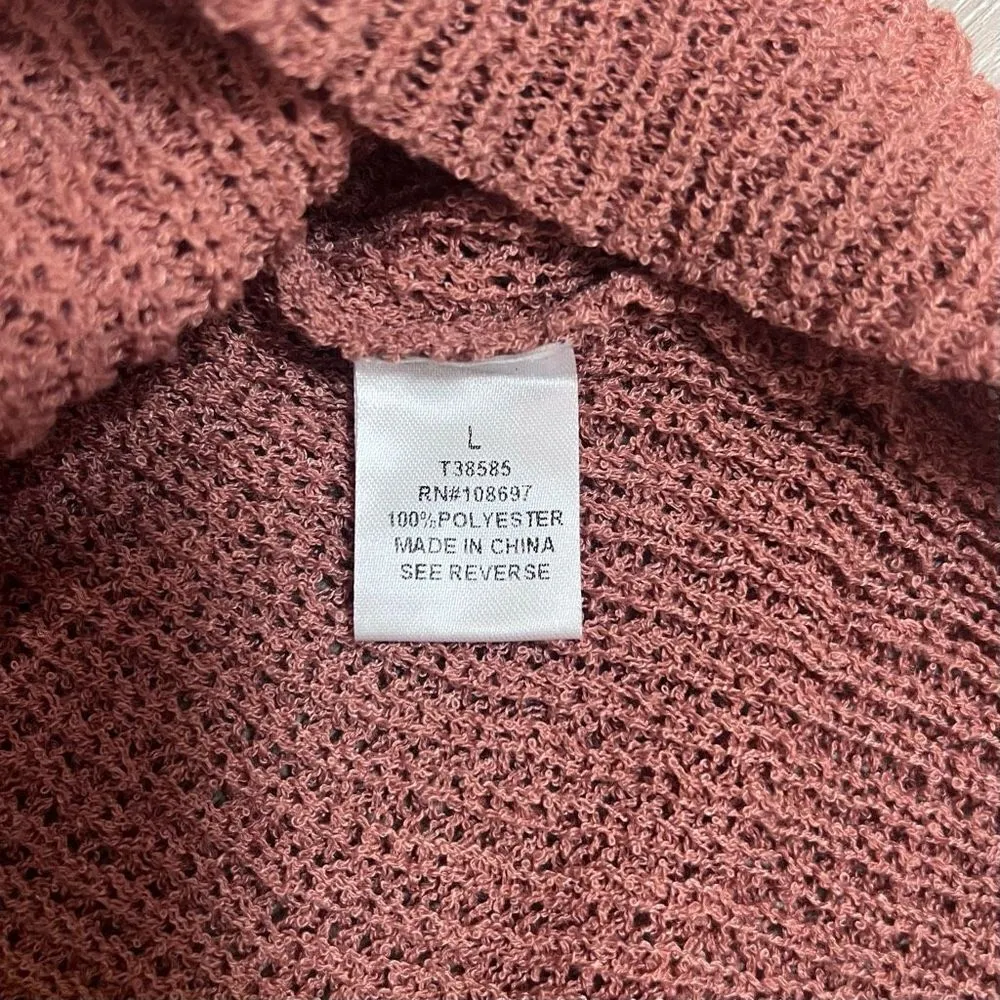 L
T38585
RN#108697
100%POLYESTER
MADE IN CHINA
SEE REVERSE